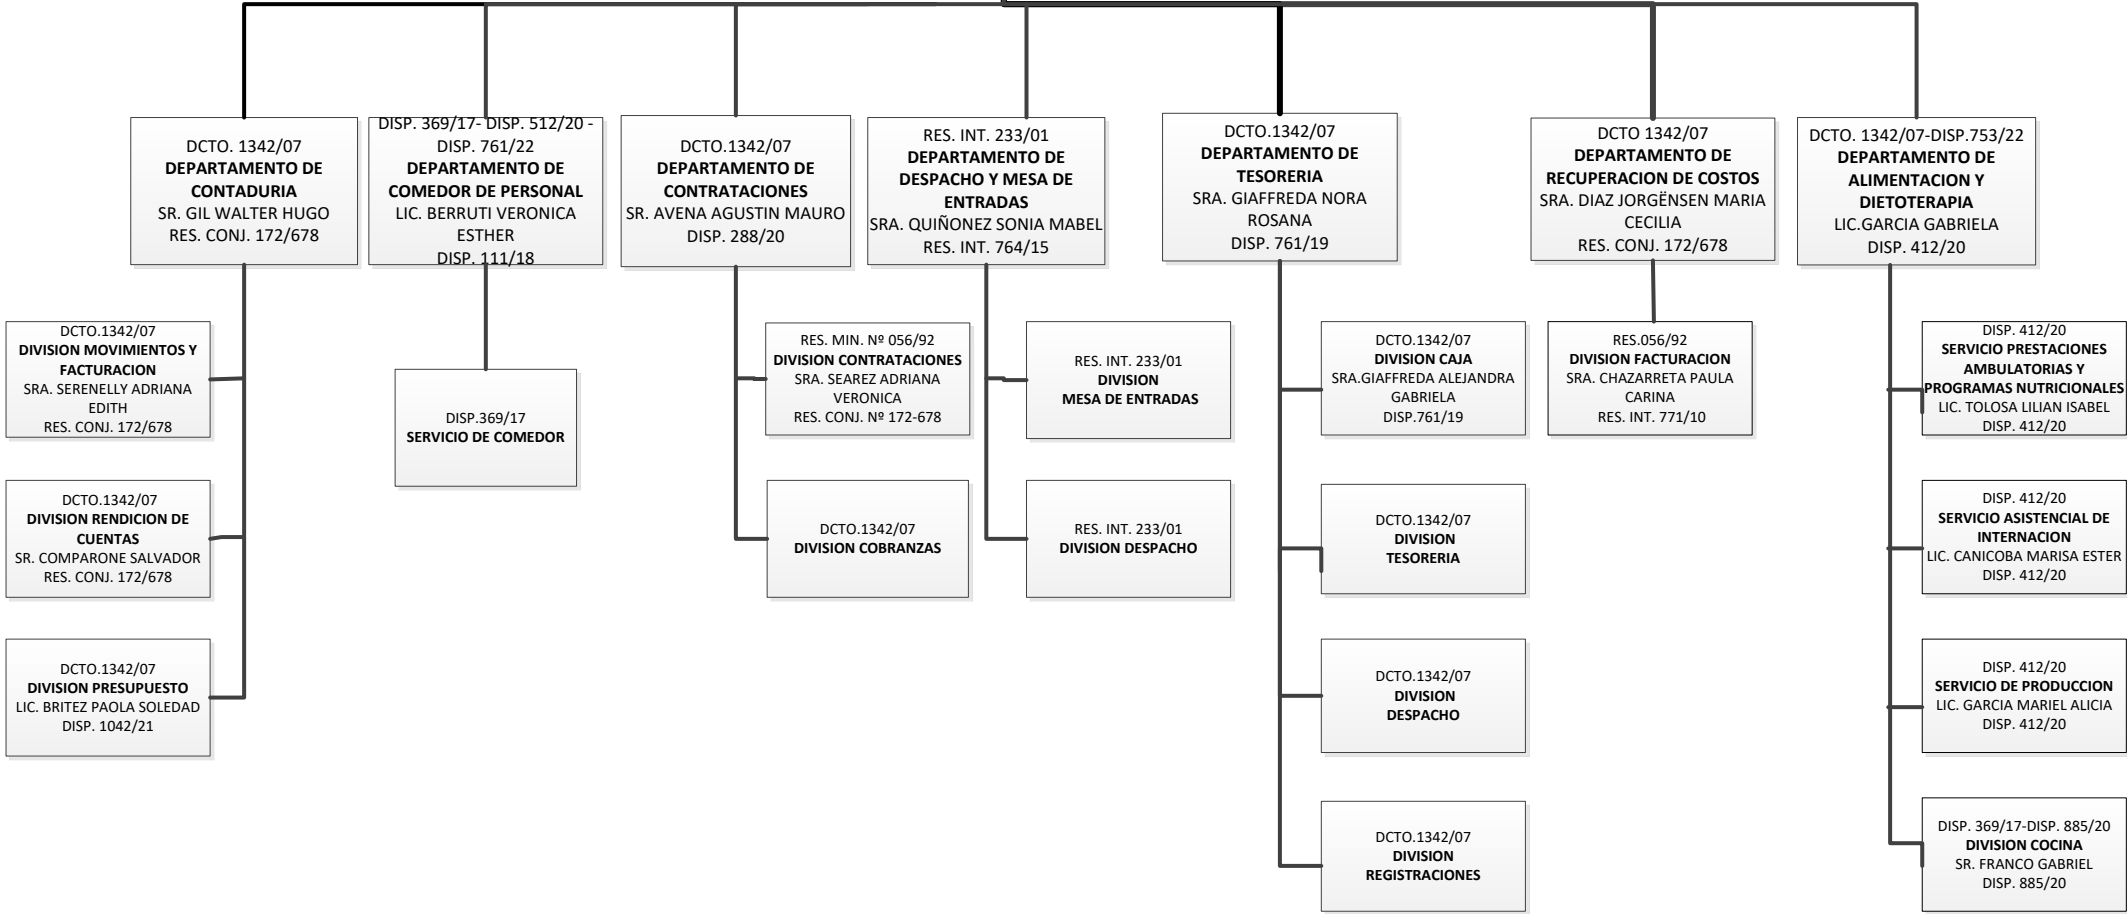 DCTO. 1342/07
DEPARTAMENTO DE
CONTADURIA
SR. GIL WALTER HUGO
RES. CONJ. 172/678
DISP. 369/17- DISP. 512/20 -
DISP. 761/22
DEPARTAMENTO DE
COMEDOR DE PERSONAL
LIC. BERRUTI VERONICA
ESTHER
DISP. 111/18
DCTO.1342/07
DEPARTAMENTO DE
CONTRATACIONES
SR. AVENA AGUSTIN MAURO
DISP. 288/20
RES. INT. 233/01
DEPARTAMENTO DE
DESPACHO Y MESA DE
ENTRADAS
SRA. QUIÑONEZ SONIA MABEL
RES. INT. 764/15
DCTO.1342/07
DEPARTAMENTO DE
TESORERIA
SRA. GIAFFREDA NORA
ROSANA
DISP. 761/19
DCTO 1342/07
DEPARTAMENTO DE
RECUPERACION DE COSTOS
SRA. DIAZ JORGËNSEN MARIA
CECILIA
RES. CONJ. 172/678
DCTO. 1342/07-DISP.753/22
DEPARTAMENTO DE
ALIMENTACION Y
DIETOTERAPIA
LIC.GARCIA GABRIELA
DISP. 412/20
DCTO.1342/07
DIVISION MOVIMIENTOS Y
FACTURACION
SRA. SERENELLY ADRIANA
EDITH
RES. CONJ. 172/678
DISP.369/17
SERVICIO DE COMEDOR
RES. MIN. Nº 056/92
DIVISION CONTRATACIONES
SRA. SEAREZ ADRIANA
VERONICA
RES. CONJ. Nº 172-678
RES. INT. 233/01
DIVISION
MESA DE ENTRADAS
DCTO.1342/07
DIVISION CAJA
SRA.GIAFFREDA ALEJANDRA
GABRIELA
DISP.761/19
RES.056/92
DIVISION FACTURACION
SRA. CHAZARRETA PAULA
CARINA
RES. INT. 771/10
DISP. 412/20
SERVICIO PRESTACIONES
AMBULATORIAS Y
PROGRAMAS NUTRICIONALES
LIC. TOLOSA LILIAN ISABEL
DISP. 412/20
DCTO.1342/07
DIVISION RENDICION DE
CUENTAS
SR. COMPARONE SALVADOR
RES. CONJ. 172/678
DCTO.1342/07
DIVISION COBRANZAS
RES. INT. 233/01
DIVISION DESPACHO
DCTO.1342/07
DIVISION
TESORERIA
DISP. 412/20
SERVICIO ASISTENCIAL DE
INTERNACION
LIC. CANICOBA MARISA ESTER
DISP. 412/20
DCTO.1342/07
DIVISION PRESUPUESTO
LIC. BRITEZ PAOLA SOLEDAD
DISP. 1042/21
DCTO.1342/07
DIVISION
DESPACHO
DISP. 412/20
SERVICIO DE PRODUCCION
LIC. GARCIA MARIEL ALICIA
DISP. 412/20
DCTO.1342/07
DIVISION
REGISTRACIONES
DISP. 369/17-DISP. 885/20
DIVISION COCINA
SR. FRANCO GABRIEL
DISP. 885/20